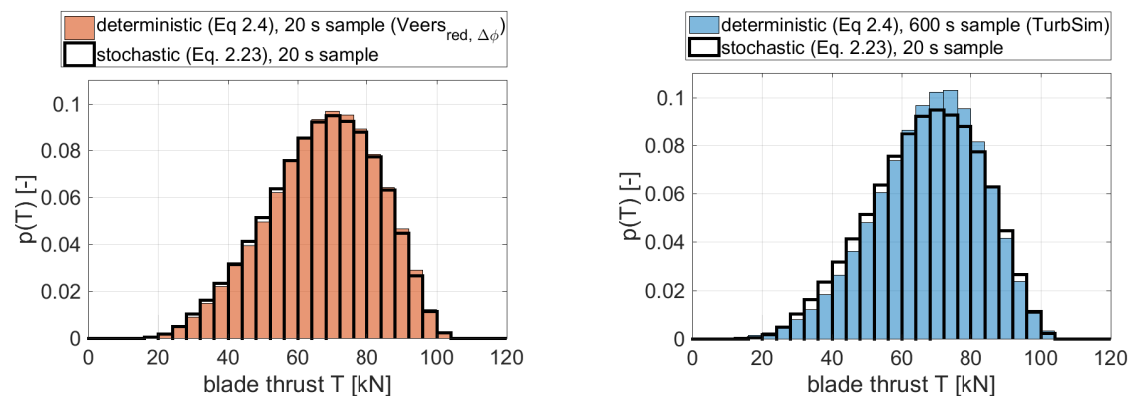 deterministic (Eq 2.4), 20 s sample (Veers_red, Δϕ)
stochastic (Eq. 2.23), 20 s sample
0.1
0.08
0.06
0.04
0.02
0
p(T) [-]
0 20 40 60 80 100 120
blade thrust T [kN]
deterministic (Eq 2.4), 600 s sample (TurbSim)
stochastic (Eq. 2.23), 20 s sample
0.1
0.08
0.06
0.04
0.02
0
p(T) [-]
0 20 40 60 80 100 120
blade thrust T [kN]